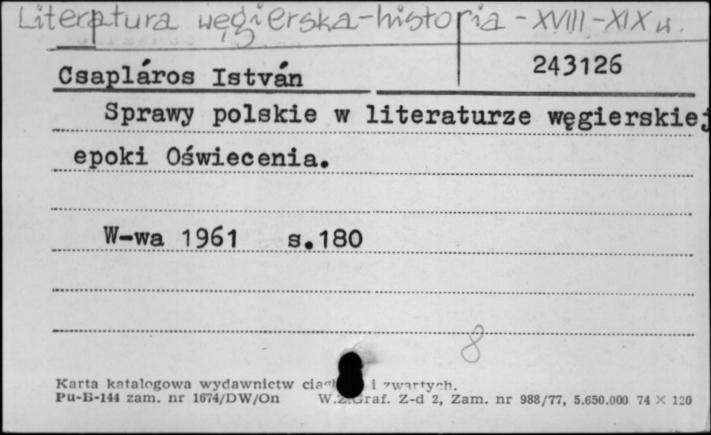 Literatura węgierska-historia - XVIII-XIX w.
Csapláros István 243126
Sprawy polskie w literaturze węgierskiej
epoki Oświecenia.
W-wa 1961 s.180
8
Karta katalogowa wydawnictw i zwartych.
Pu-B-144 zam. nr 1674/DW/On W.Z.Graf. Z-d 2, Zam. nr 988/77, 5.650.000 74 × 120